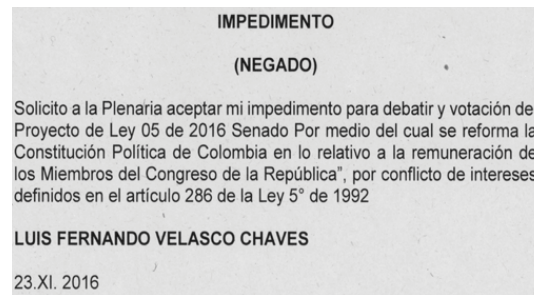 IMPEDIMENTO
(NEGADO)
Solicito a la Plenaria aceptar mi impedimento para debatir y votación de
Proyecto de Ley 05 de 2016 Senado Por medio del cual se reforma la
Constitución Política de Colombia en lo relativo a la remuneración de
los Miembros del Congreso de la República”, por conflicto de intereses
definidos en el artículo 286 de la Ley 5° de 1992
LUIS FERNANDO VELASCO CHAVES
23.XI. 2016